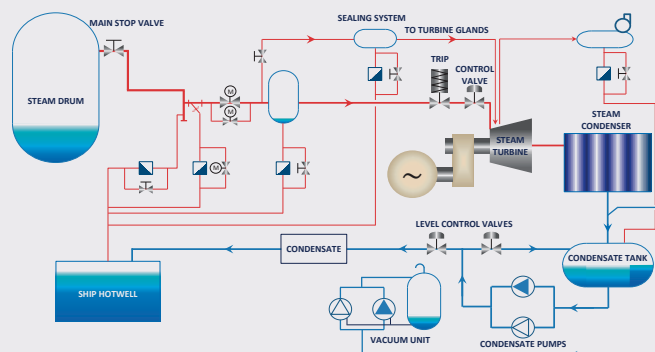 MAIN STOP VALVE
SEALING SYSTEM
TO TURBINE GLANDS
TRIP
CONTROL
VALVE
STEAM DRUM
M
M
STEAM
CONDENSER
STEAM
TURBINE
M
~
LEVEL CONTROL VALVES
CONDENSATE
CONDENSATE TANK
SHIP HOTWELL
VACUUM UNIT
CONDENSATE PUMPS